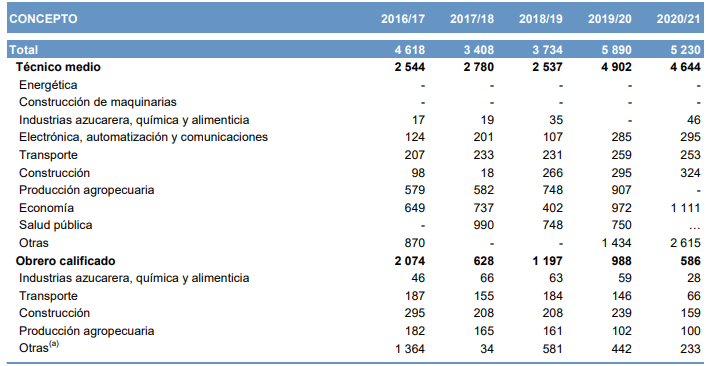 CONCEPTO 2016/17 2017/18 2018/19 2019/20 2020/21
Total 4 618 3 408 3 734 5 890 5 230
Técnico medio 2 544 2 780 2 537 4 902 4 644
Energética - - - - -
Construcción de maquinarias - - - - -
Industrias azucarera, química y alimenticia 17 19 35 - 46
Electrónica, automatización y comunicaciones 124 201 107 285 295
Transporte 207 233 231 259 253
Construcción 98 18 266 295 324
Producción agropecuaria 579 582 748 907 -
Economía 649 737 402 972 1 111
Salud pública - 990 748 750 ...
Otras 870 - - 1 434 2 615
Obrero calificado 2 074 628 1 197 988 586
Industrias azucarera, química y alimenticia 46 66 63 59 28
Transporte 187 155 184 146 66
Construcción 295 208 208 239 159
Producción agropecuaria 182 165 161 102 100
Otras(a) 1 364 34 581 442 233